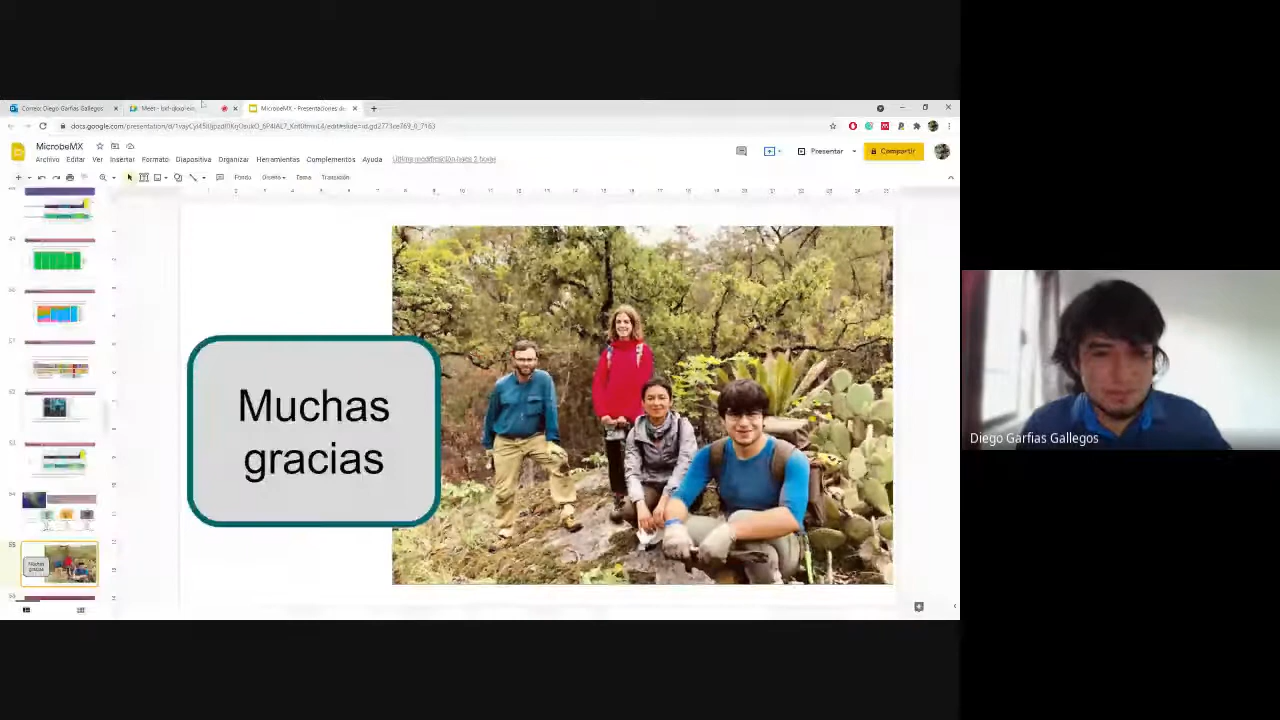 Correo: Diego Garfias Gallegos
MicrobeMX - Presentaciones de
MicrobeMX
Archivo Editar Ver Insertar Formato Diapositiva Organizar Herramientas Complementos Ayuda
Presentar
Compartir
Fondo Diseño Tema Transición
Muchas
gracias
Diego Garfias Gallegos